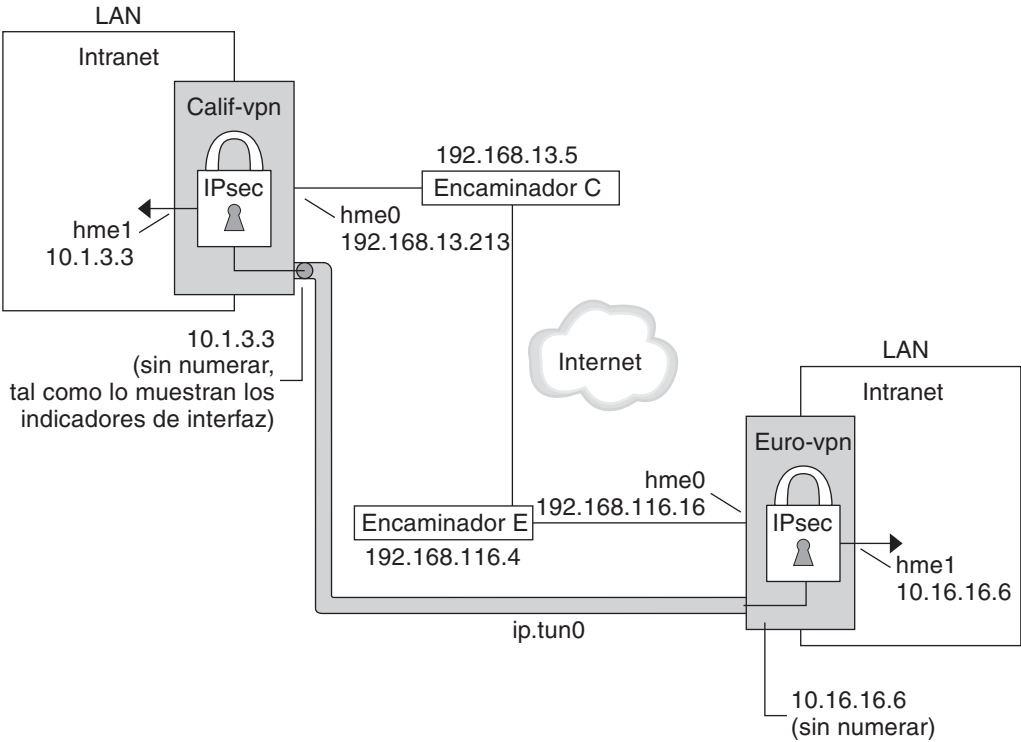 LAN
Intranet
Calif-vpn
IPsec
hme1
10.1.3.3
192.168.13.5
Encaminador C
hme0
192.168.13.213
10.1.3.3
(sin numerar,
tal como lo muestran los
indicadores de interfaz)
Internet
LAN
Intranet
Euro-vpn
hme0
192.168.116.16
IPsec
Encaminador E
192.168.116.4
hme1
10.16.16.6
ip.tun0
10.16.16.6
(sin numerar)